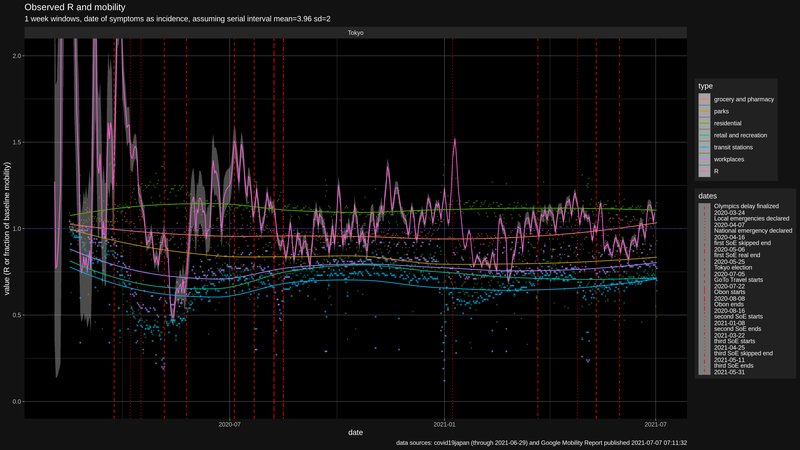 Observed R and mobility
1 week windows, date of symptoms as incidence, assuming serial interval mean=3.96 sd=2
Tokyo
value (R or fraction of baseline mobility)
2.0
1.5
1.0
0.5
0.0
2020-07
2021-01
2021-07
date
type
grocery and pharmacy
parks
residential
retail and recreation
transit stations
workplaces
R
dates
Olympics delay finalized
2020-03-24
Local emergencies declared
2020-04-07
National emergency declared
2020-04-16
first SoE skipped end
2020-05-06
first SoE real end
2020-05-25
Tokyo election
2020-07-05
GoTo Travel starts
2020-07-22
Obon starts
2020-08-08
Obon ends
2020-08-16
second SoE starts
2021-01-08
second SoE ends
2021-03-22
third SoE starts
2021-04-25
third SoE skipped end
2021-05-11
third SoE ends
2021-05-31
data sources: covid19japan (through 2021-06-29) and Google Mobility Report published 2021-07-07 07:11:32